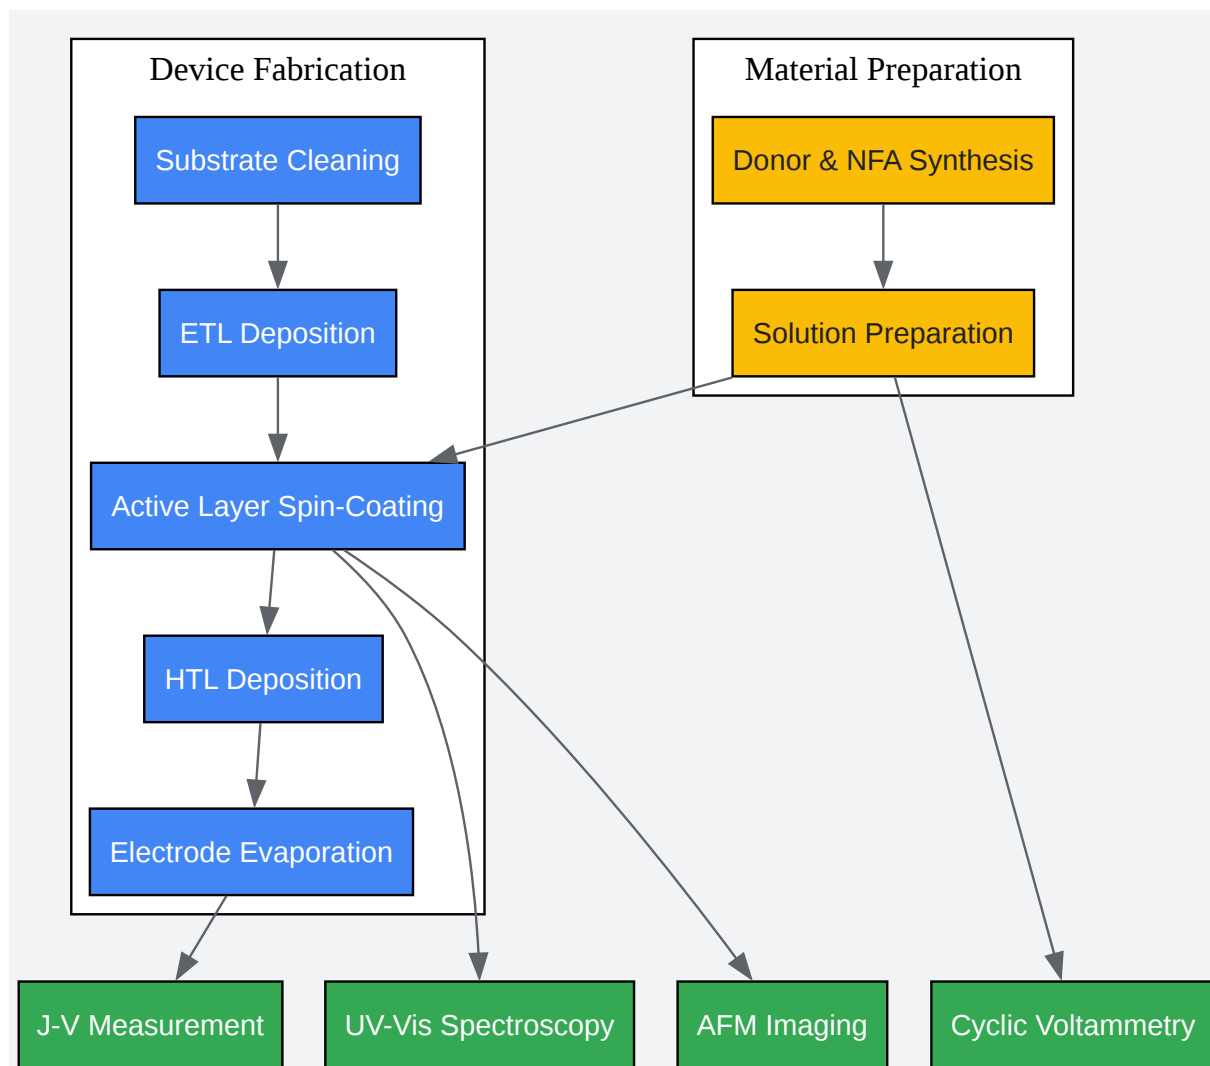 Device Fabrication
Substrate Cleaning
ETL Deposition
Active Layer Spin-Coating
HTL Deposition
Electrode Evaporation
Material Preparation
Donor & NFA Synthesis
Solution Preparation
J-V Measurement
UV-Vis Spectroscopy
AFM Imaging
Cyclic Voltammetry